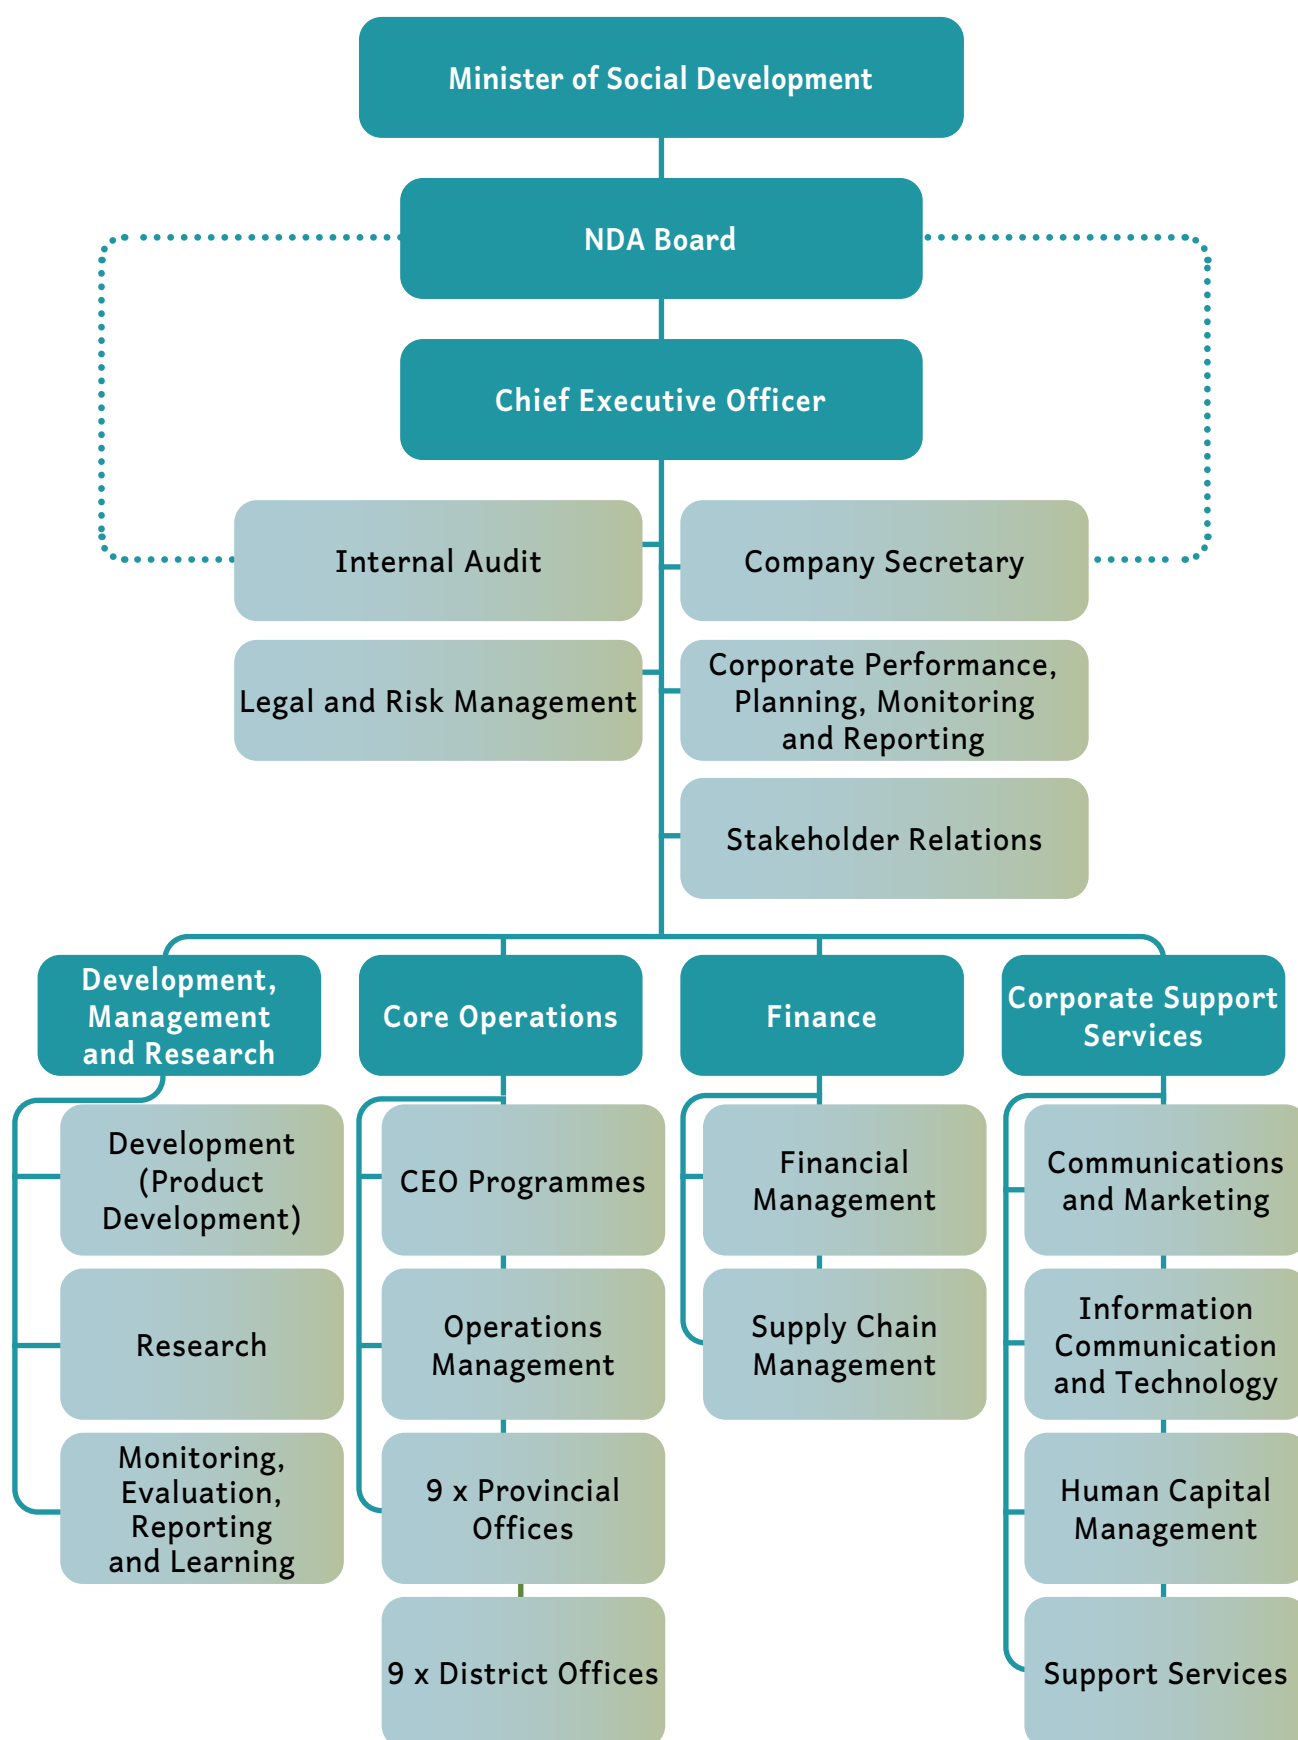 Minister of Social Development
NDA Board
Chief Executive Officer
Internal Audit
Company Secretary
Legal and Risk Management
Corporate Performance,
Planning, Monitoring
and Reporting
Stakeholder Relations
Development,
Management
and Research
Core Operations
Finance
Corporate Support
Services
Development
(Product
Development)
Research
Monitoring,
Evaluation,
Reporting
and Learning
CEO Programmes
Operations
Management
9 x Provincial
Offices
9 x District Offices
Financial
Management
Supply Chain
Management
Communications
and Marketing
Information
Communication
and Technology
Human Capital
Management
Support Services